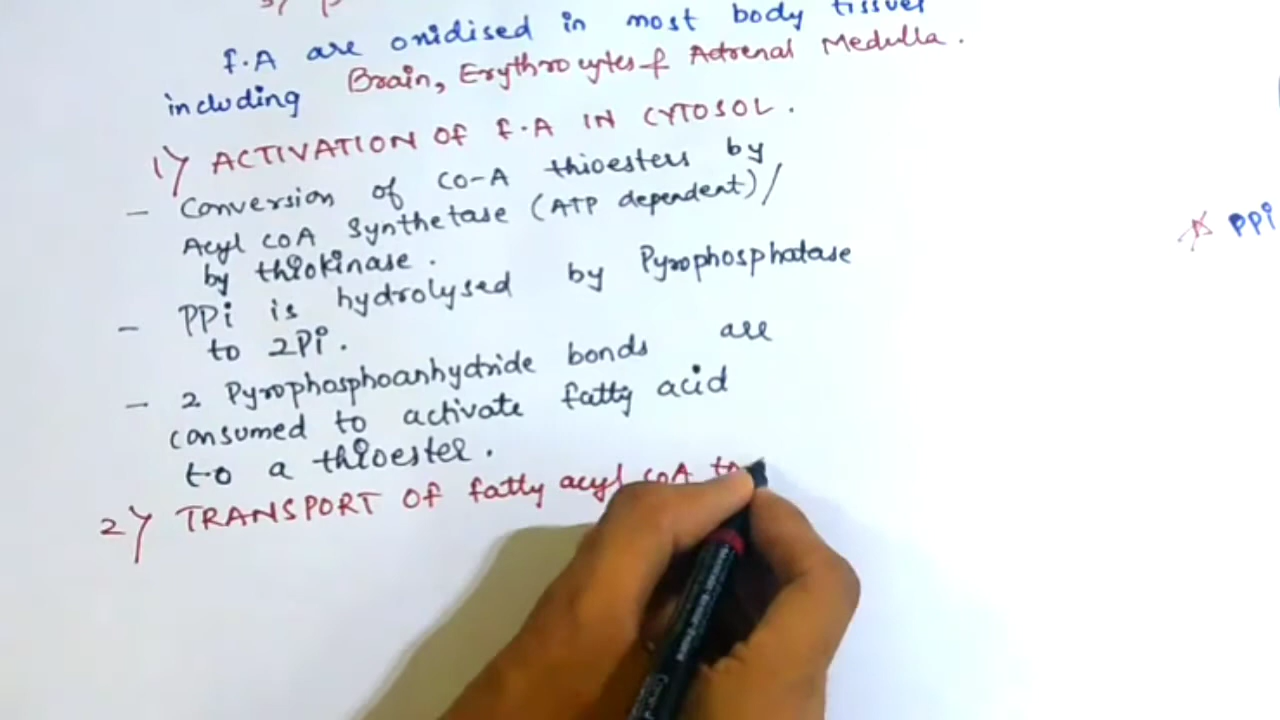 F.A are onidised in most body tissues
including Brain, Erythrocytes & Adrenal Medulla.
1) ACTIVATION OF F.A IN CYTOSOL.
- Conversion of CO-A thioesters by
Acyl COA Synthetase (ATP dependent)/
by thiokinase.
- PPi is hydrolysed by Pyrophosphatase
to 2Pi.
- 2 Pyrophosphoanhydride bonds are
consumed to activate fatty acid
to a thioester.
2) TRANSPORT OF fatty acyl COA to
PPi